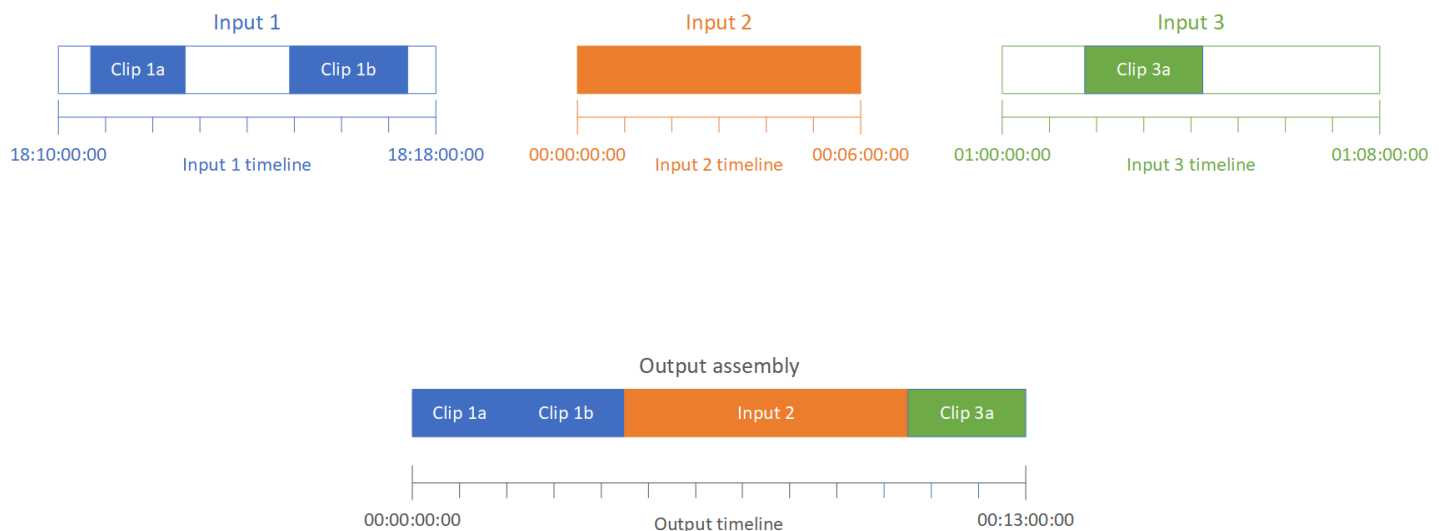 Input 1
Input 2
Input 3
Clip 1a
Clip 1b
Clip 3a
18:10:00:00
Input 1 timeline
18:18:00:00
00:00:00:00
Input 2 timeline
00:06:00:00
01:00:00:00
Input 3 timeline
01:08:00:00
Output assembly
Clip 1a
Clip 1b
Input 2
Clip 3a
00:00:00:00
Output timeline
00:13:00:00